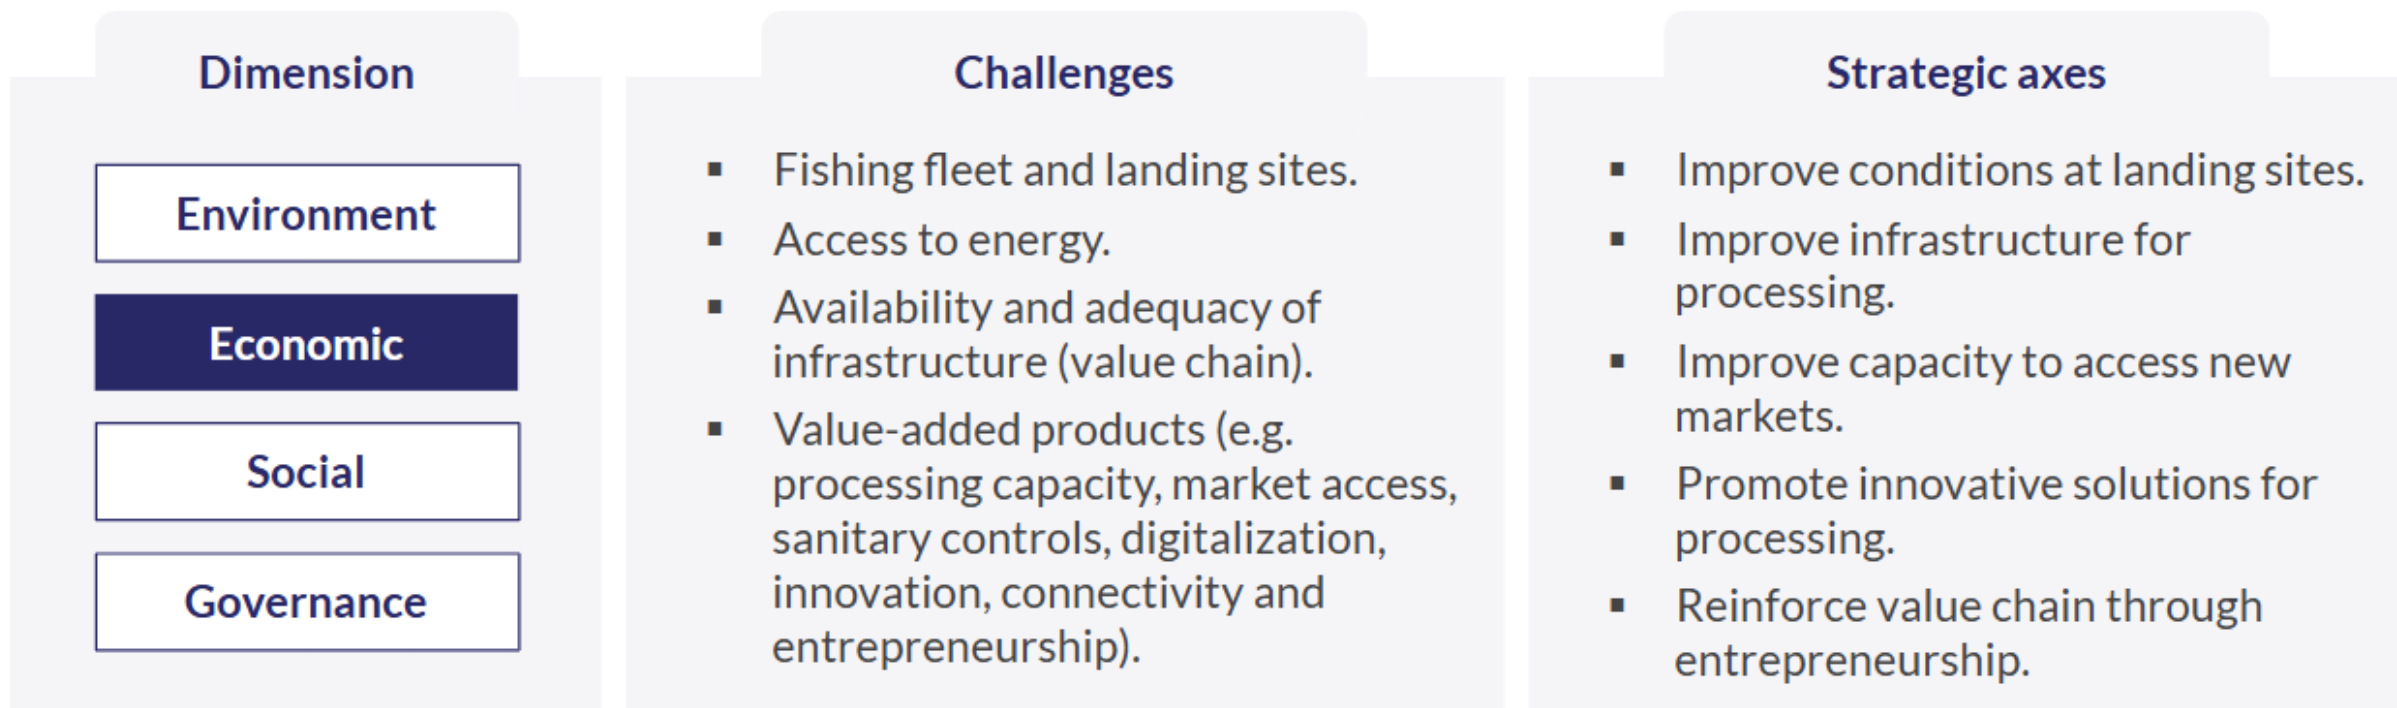 Dimension
Environment
Economic
Social
Governance
Challenges
▪ Fishing fleet and landing sites.
▪ Access to energy.
▪ Availability and adequacy of
infrastructure (value chain).
▪ Value-added products (e.g.
processing capacity, market access,
sanitary controls, digitalization,
innovation, connectivity and
entrepreneurship).
Strategic axes
▪ Improve conditions at landing sites.
▪ Improve infrastructure for
processing.
▪ Improve capacity to access new
markets.
▪ Promote innovative solutions for
processing.
▪ Reinforce value chain through
entrepreneurship.